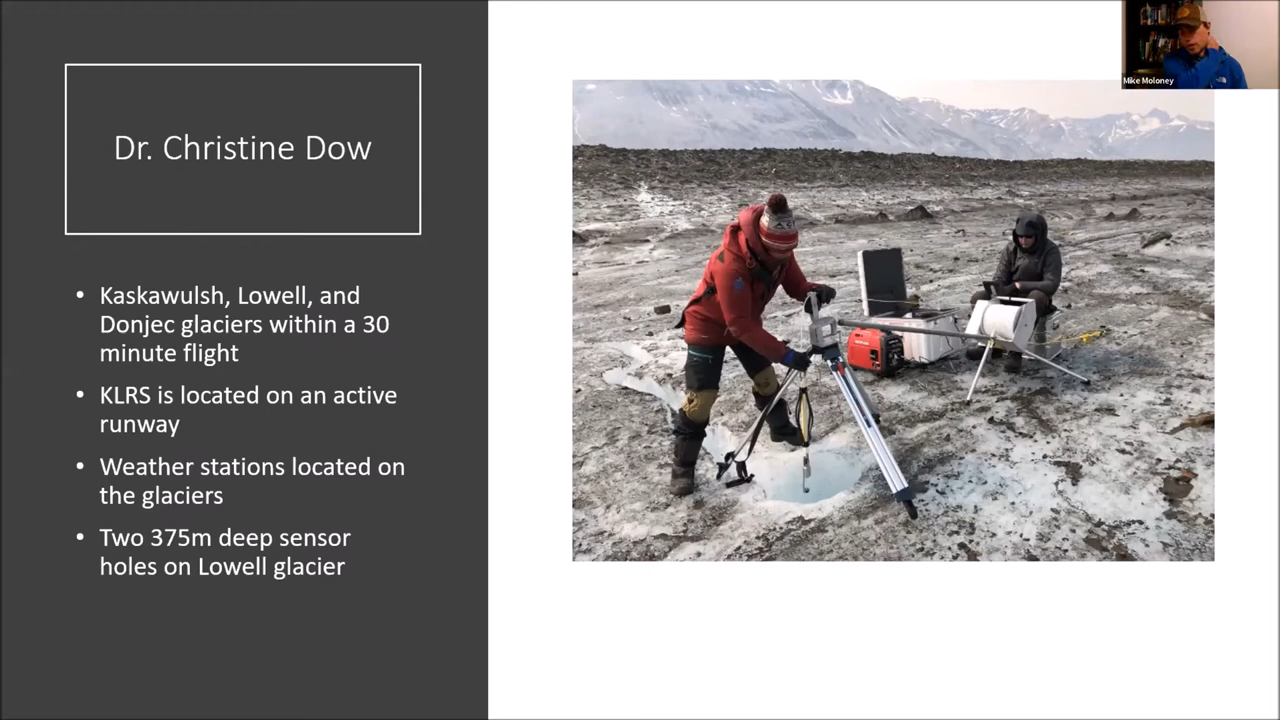 Mike Moloney
Dr. Christine Dow
• Kaskawulsh, Lowell, and
Donjec glaciers within a 30
minute flight
• KLRS is located on an active
runway
• Weather stations located on
the glaciers
• Two 375m deep sensor
holes on Lowell glacier